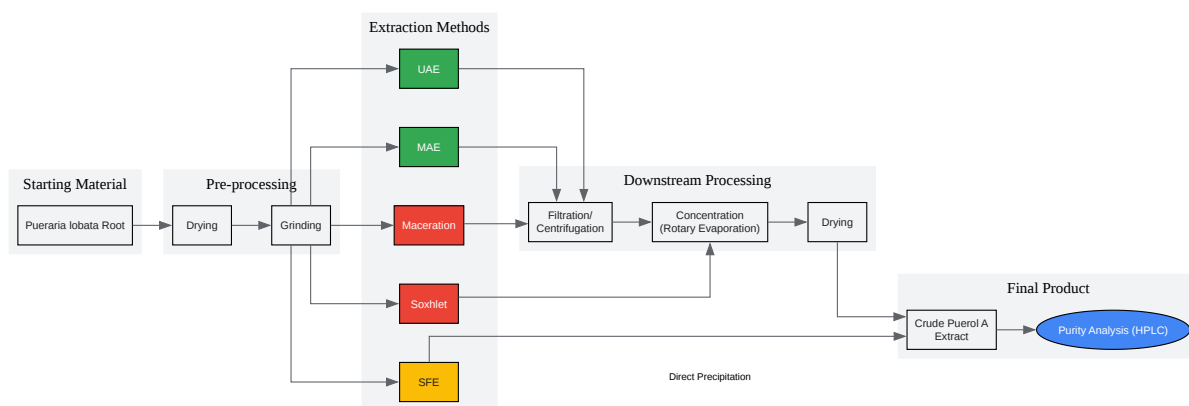 Extraction Methods
UAE
MAE
Starting Material
Pre-processing
Downstream Processing
Pueraria lobata Root
Drying
Grinding
Maceration
Filtration/
Centrifugation
Concentration
(Rotary Evaporation)
Drying
Soxhlet
Final Product
Crude Puerol A
Extract
Purity Analysis (HPLC)
SFE
Direct Precipitation